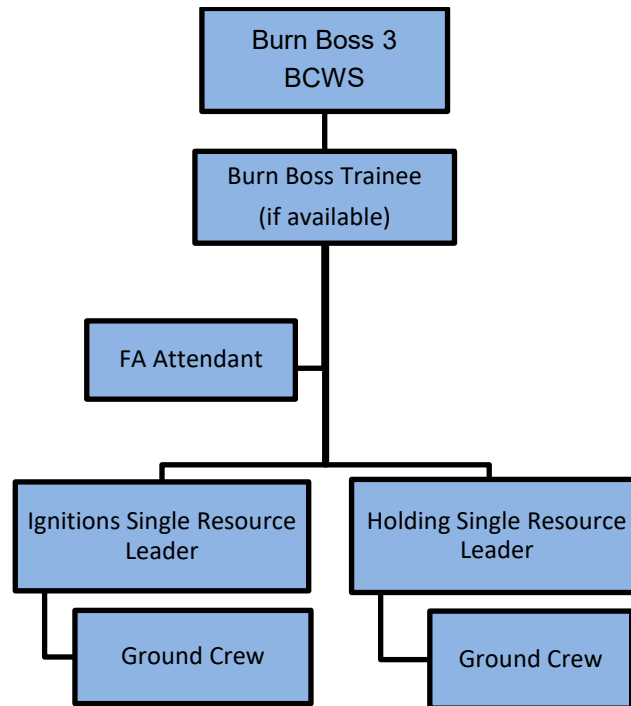 Burn Boss 3
BCWS
Burn Boss Trainee
(if available)
FA Attendant
Ignitions Single Resource
Leader
Holding Single Resource
Leader
Ground Crew
Ground Crew